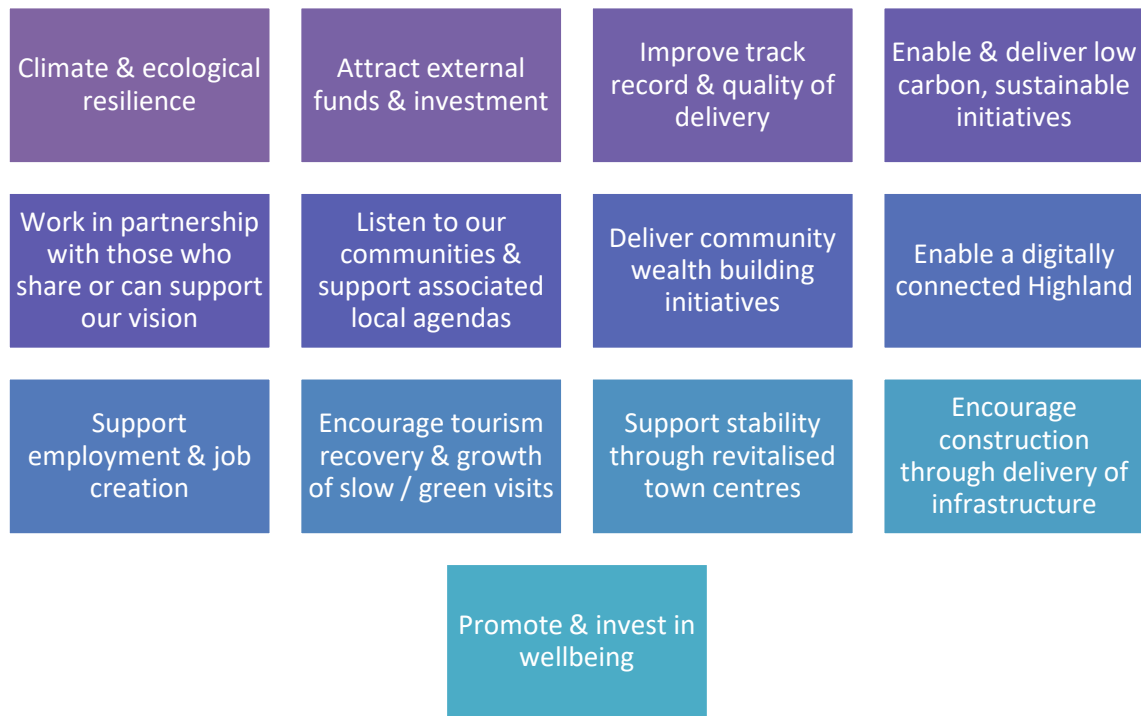 Climate & ecological
resilience
Attract external
funds & investment
Improve track
record & quality of
delivery
Enable & deliver low
carbon, sustainable
initiatives
Work in partnership
with those who
share or can support
our vision
Listen to our
communities &
support associated
local agendas
Deliver community
wealth building
initiatives
Enable a digitally
connected Highland
Support
employment & job
creation
Encourage tourism
recovery & growth
of slow / green visits
Support stability
through revitalised
town centres
Encourage
construction
through delivery of
infrastructure
Promote & invest in
wellbeing